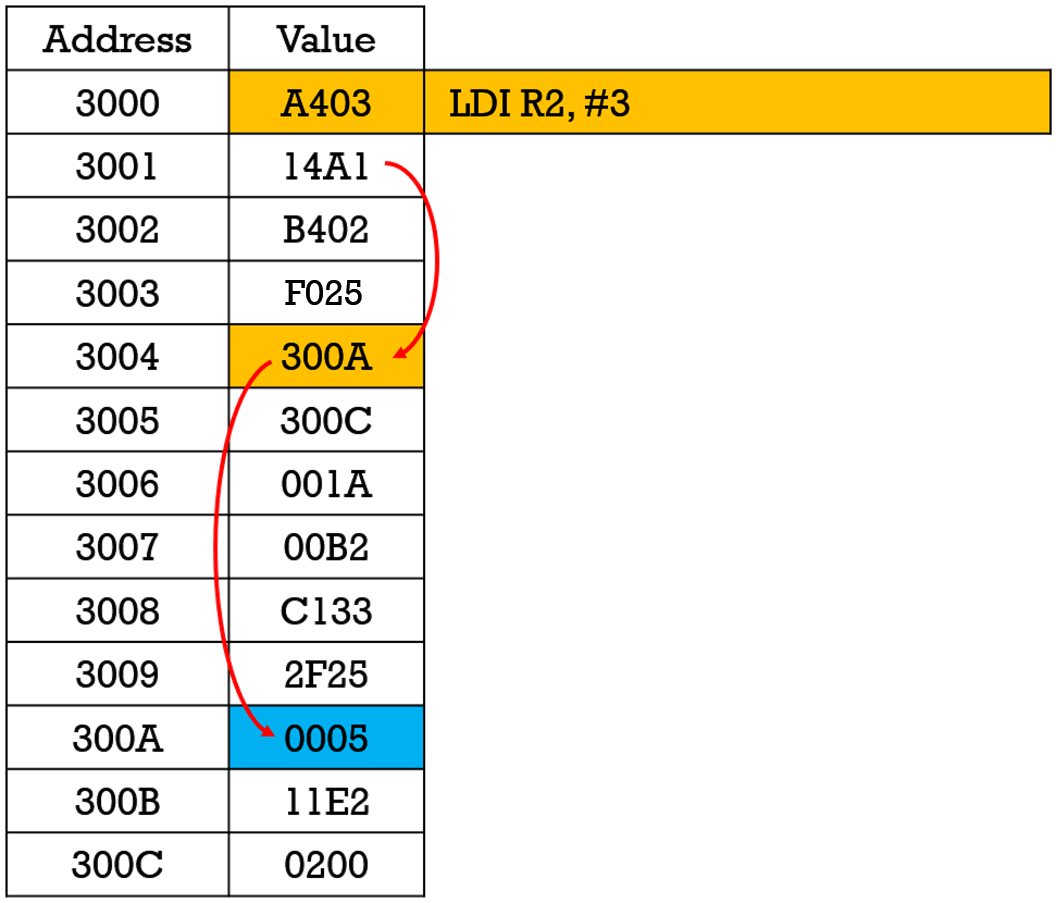 Address Value
3000 A403 LDI R2, #3
3001 14A1
3002 B402
3003 F025
3004 300A
3005 300C
3006 001A
3007 00B2
3008 C133
3009 2F25
300A 0005
300B 11E2
300C 0200